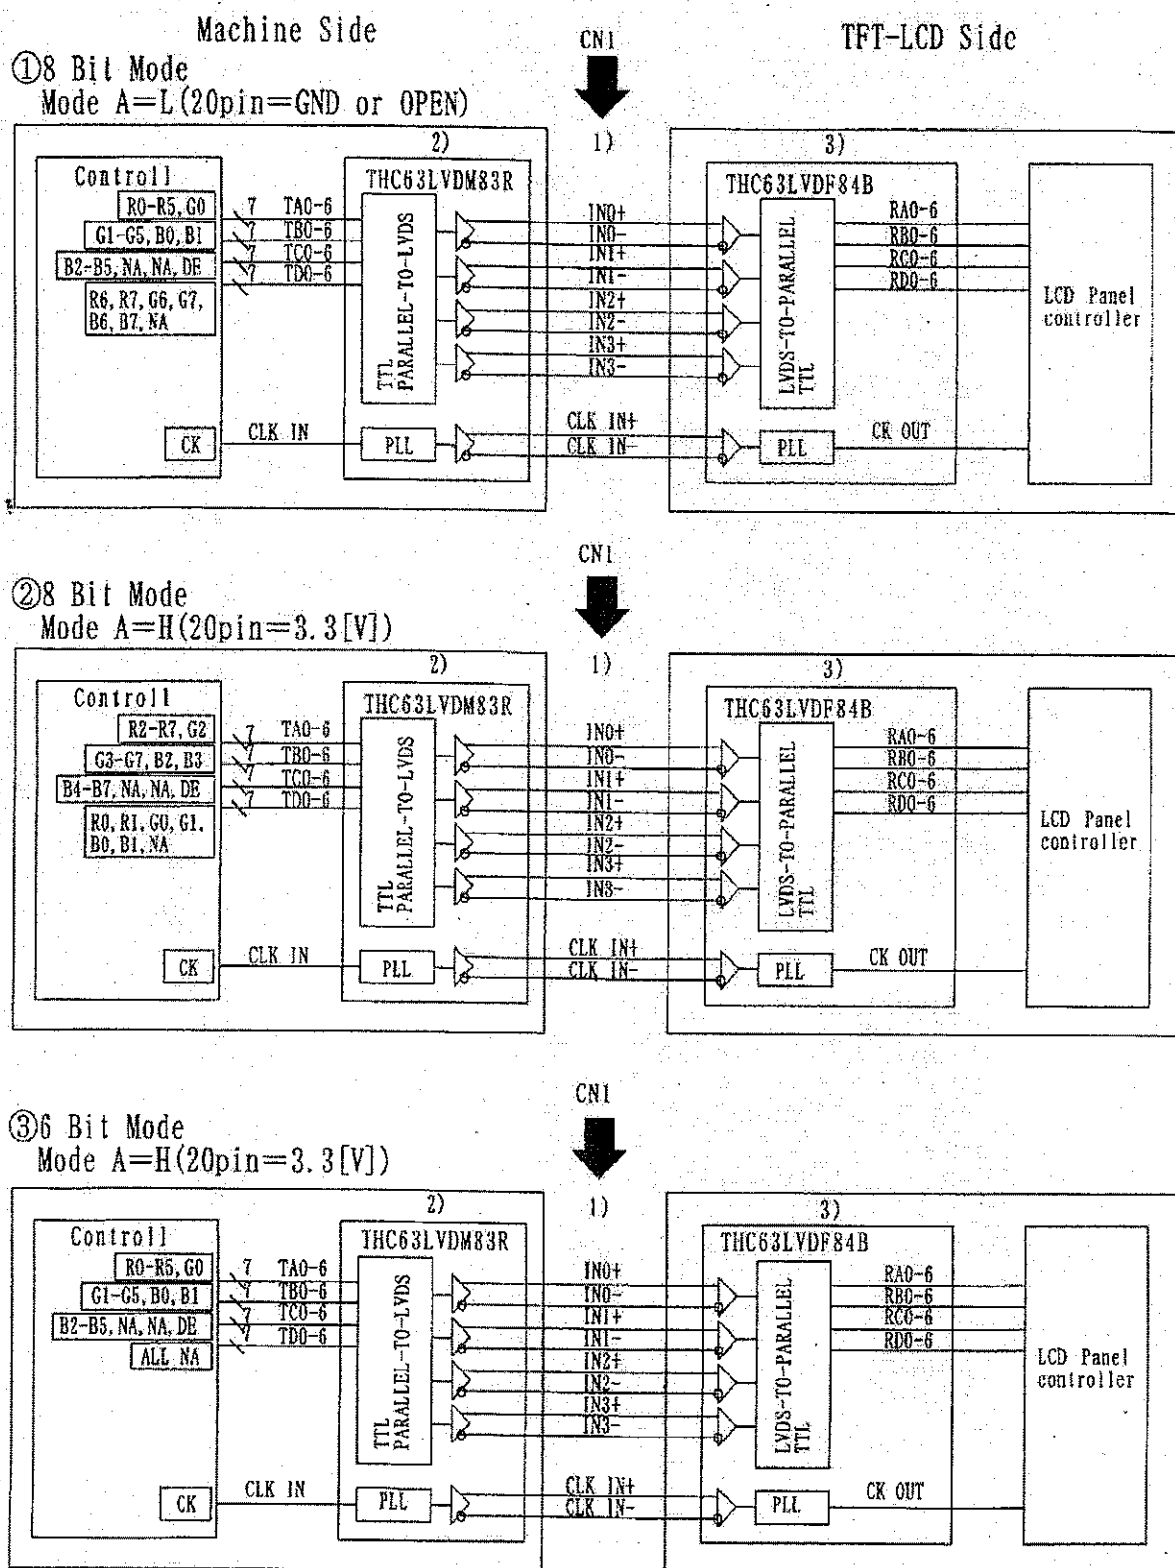 Machine Side
CN1
TFT-LCD Side
①8 Bit Mode
Mode A=L(20pin=GND or OPEN)
2)
1)
3)
Controll
THC63LVDM83R
THC63LVDF84B
R0-R5, G0
7 TA0-6
IN0+
RA0-6
G1-G5, B0, B1
7 TB0-6
IN0-
RB0-6
B2-B5, NA, NA, DE
7 TC0-6
IN1+
RC0-6
7 TD0-6
IN1-
RD0-6
R6, R7, G6, G7,
B6, B7, NA
IN2+
IN2-
IN3+
IN3-
TTL
PARALLEL-TO-LVDS
LVDS-TO-PARALLEL
TTL
LCD Panel
controller
CK
CLK IN
PLL
CLK IN+
CLK IN-
PLL
CK OUT
CN1
②8 Bit Mode
Mode A=H(20pin=3.3[V])
2)
1)
3)
Controll
THC63LVDM83R
THC63LVDF84B
R2-R7, G2
7 TA0-6
IN0+
RA0-6
G3-G7, B2, B3
7 TB0-6
IN0-
RB0-6
B4-B7, NA, NA, DE
7 TC0-6
IN1+
RC0-6
7 TD0-6
IN1-
RD0-6
R0, R1, G0, G1,
B0, B1, NA
IN2+
IN2-
IN3+
IN3-
TTL
PARALLEL-TO-LVDS
LVDS-TO-PARALLEL
TTL
LCD Panel
controller
CK
CLK IN
PLL
CLK IN+
CLK IN-
PLL
CK OUT
CN1
③6 Bit Mode
Mode A=H(20pin=3.3[V])
2)
1)
3)
Controll
THC63LVDM83R
THC63LVDF84B
R0-R5, G0
7 TA0-6
IN0+
RA0-6
G1-G5, B0, B1
7 TB0-6
IN0-
RB0-6
B2-B5, NA, NA, DE
7 TC0-6
IN1+
RC0-6
ALL NA
7 TD0-6
IN1-
RD0-6
IN2+
IN2-
IN3+
IN3-
TTL
PARALLEL-TO-LVDS
LVDS-TO-PARALLEL
TTL
LCD Panel
controller
CK
CLK IN
PLL
CLK IN+
CLK IN-
PLL
CK OUT